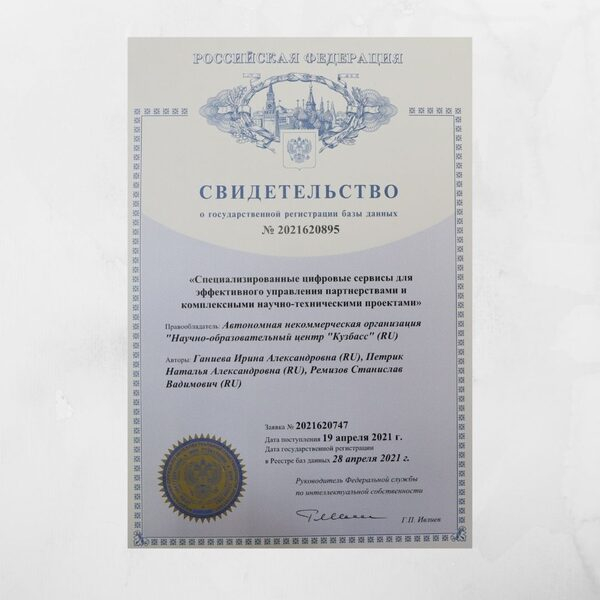 РОССИЙСКАЯ ФЕДЕРАЦИЯ
СВИДЕТЕЛЬСТВО
о государственной регистрации базы данных
№ 2021620895
«Специализированные цифровые сервисы для
эффективного управления партнерствами и
комплексными научно-техническими проектами»
Правообладатель: Автономная некоммерческая организация
"Научно-образовательный центр "Кузбасс" (RU)
Авторы: Ганиева Ирина Александровна (RU), Петрик
Наталья Александровна (RU), Ремизов Станислав
Вадимович (RU)
Заявка № 2021620747
Дата поступления 19 апреля 2021 г.
Дата государственной регистрации
в Реестре баз данных 28 апреля 2021 г.
Руководитель Федеральной службы
по интеллектуальной собственности
Г.П. Ивлиев